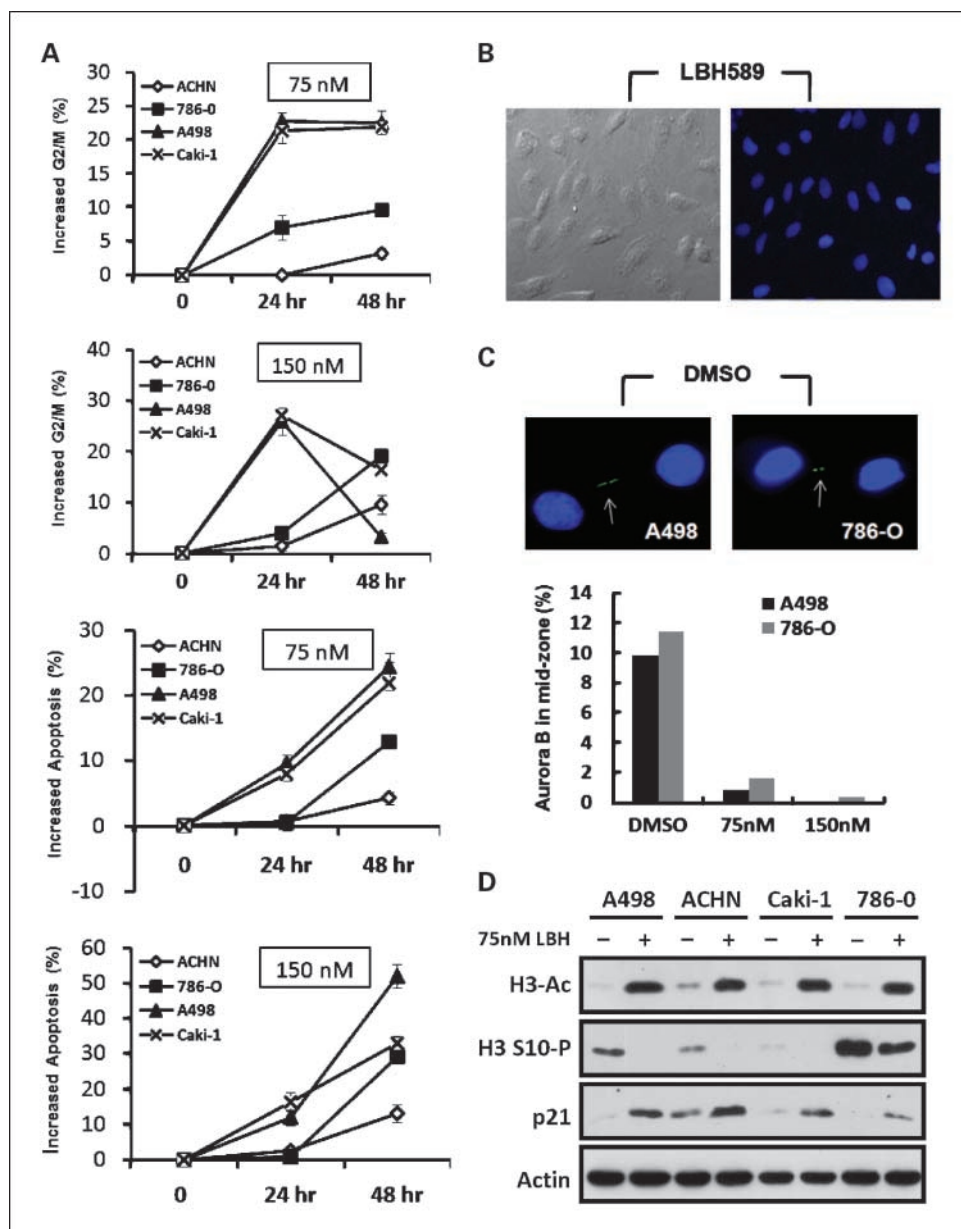 A
75 nM
ACHN
786-0
A498
Caki-1
Increased G2/M (%)
30
25
20
15
10
5
0
0 24 hr 48 hr
150 nM
ACHN
786-0
A498
Caki-1
Increased G2/M (%)
40
30
20
10
0
0 24 hr 48 hr
75 nM
ACHN
786-O
A498
Caki-1
Increased Apoptosis (%)
30
20
10
0
-10
0 24 hr 48 hr
150 nM
ACHN
786-O
A498
Caki-1
Increased Apoptosis (%)
60
50
40
30
20
10
0
0 24 hr 48 hr
B
LBH589
C
DMSO
A498 786-O
Aurora B in mid-zone (%)
14
12
10
8
6
4
2
0
A498
786-O
DMSO 75nM 150nM
D
A498 ACHN Caki-1 786-0
75nM LBH − + − + − + − +
H3-Ac
H3 S10-P
p21
Actin